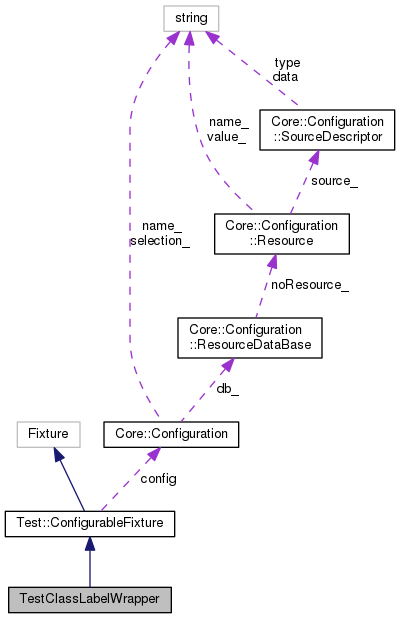 string
type
data
Core::Configuration
::SourceDescriptor
name_
value_
source_
name_
selection_
Core::Configuration
::Resource
noResource_
Core::Configuration
::ResourceDataBase
db_
Fixture
Core::Configuration
config
Test::ConfigurableFixture
TestClassLabelWrapper